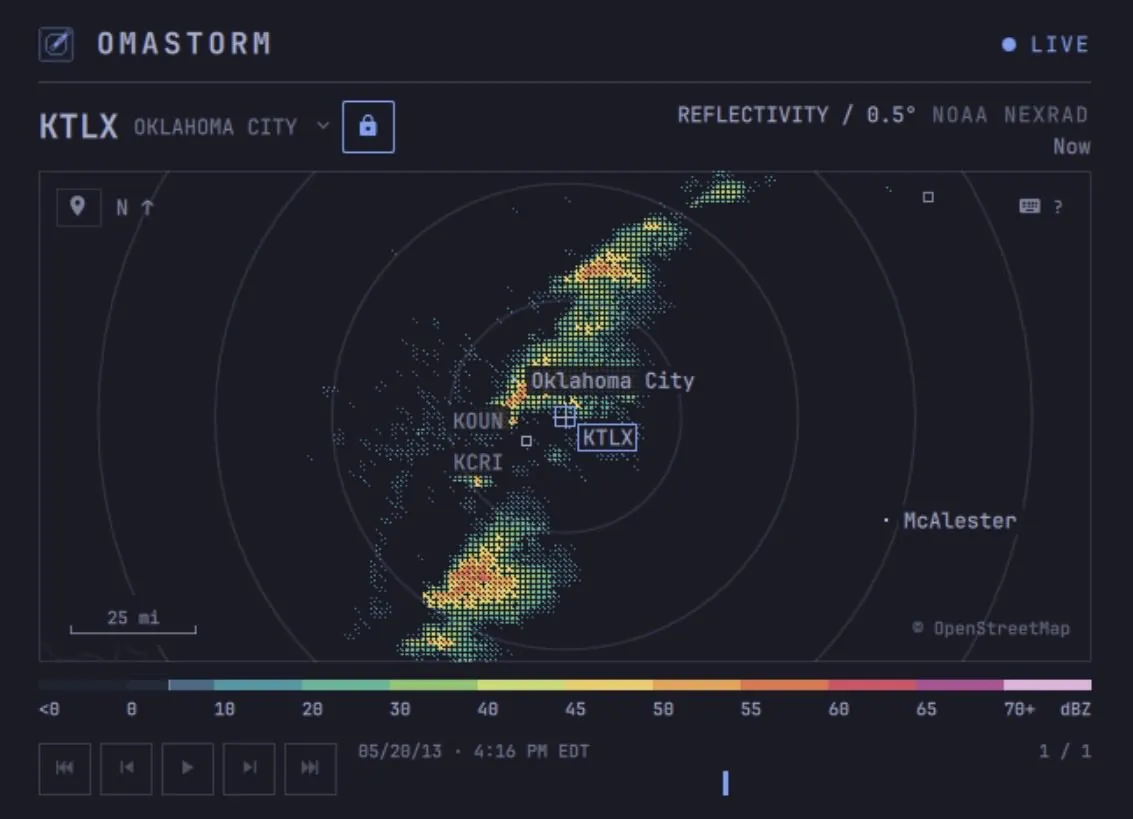 OMASTORM
LIVE
KTLX OKLAHOMA CITY
REFLECTIVITY / 0.5° NOAA NEXRAD
Now
N ↑
?
Oklahoma City
KOUN
KTLX
KCRI
McAlester
25 mi
© OpenStreetMap
<0 0 10 20 30 40 45 50 55 60 65 70+ dBZ
05/20/13 · 4:16 PM EDT
1 / 1